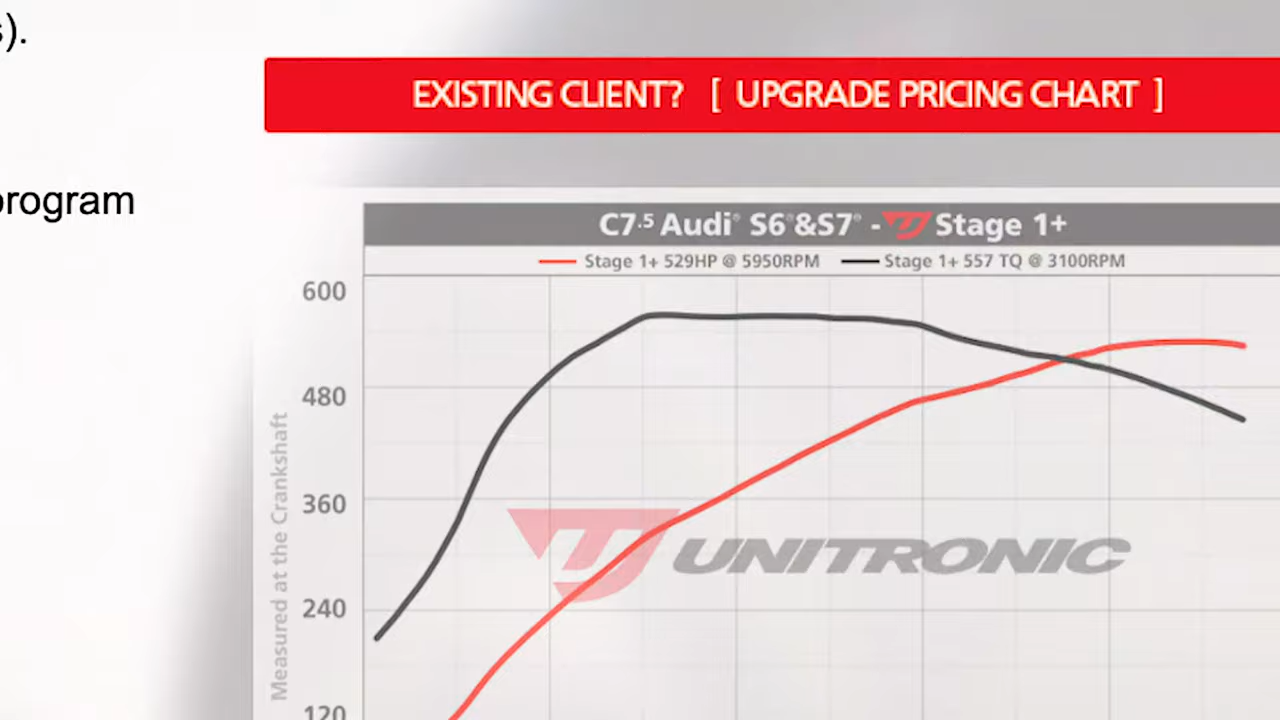 s).
EXISTING CLIENT? [ UPGRADE PRICING CHART ]
program
C7.5 Audi® S6®&S7® - Stage 1+
Stage 1+ 529HP @ 5950RPM Stage 1+ 557 TQ @ 3100RPM
600
480
360
240
120
Measured at the Crankshaft
UNITRONIC